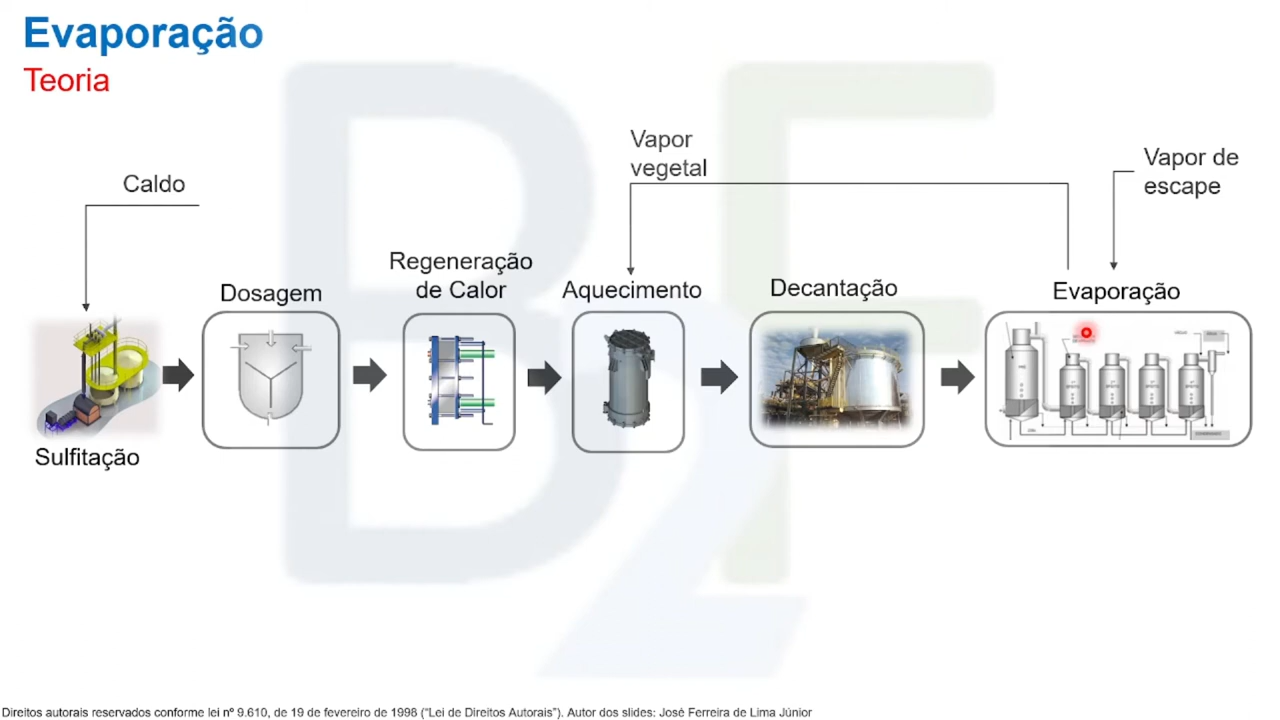 Evaporação
Teoria
Caldo
Vapor
vegetal
Vapor de
escape
Sulfitação
Dosagem
Regeneração
de Calor
Aquecimento
Decantação
Evaporação
B2F
Direitos autorais reservados conforme lei nº 9.610, de 19 de fevereiro de 1998 (“Lei de Direitos Autorais”). Autor dos slides: José Ferreira de Lima Júnior